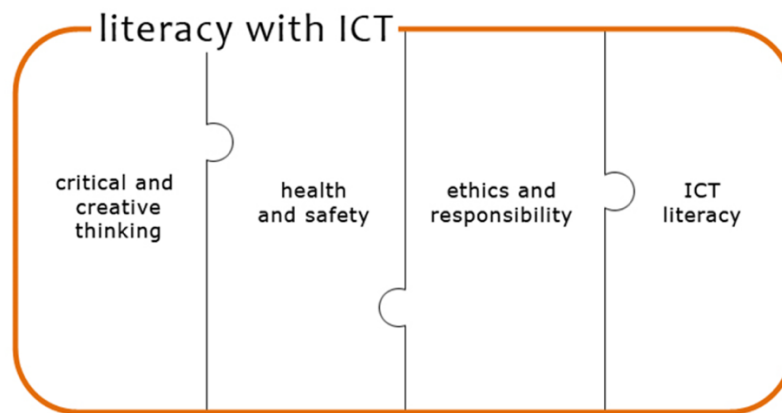 literacy with ICT
critical and
creative
thinking
health
and safety
ethics and
responsibility
ICT
literacy